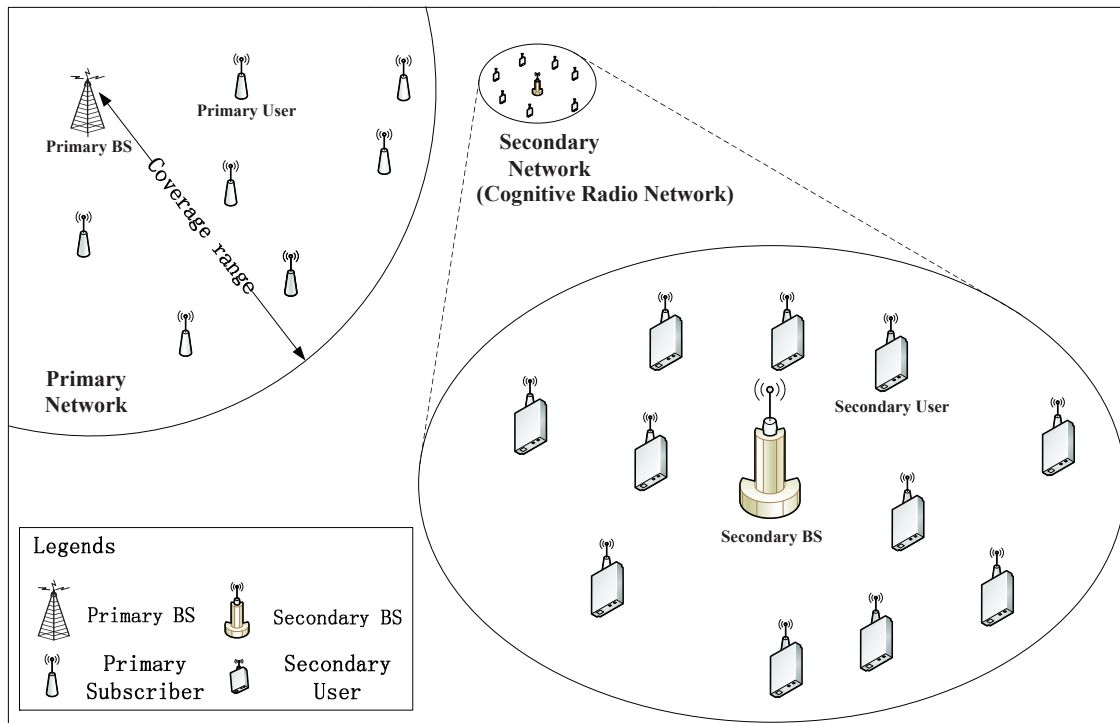 Primary User
Primary BS
Coverage range
Primary
Network
Secondary
Network
(Cognitive Radio Network)
Secondary User
Secondary BS
Legends
Primary BS
Secondary BS
Primary
Subscriber
Secondary
User